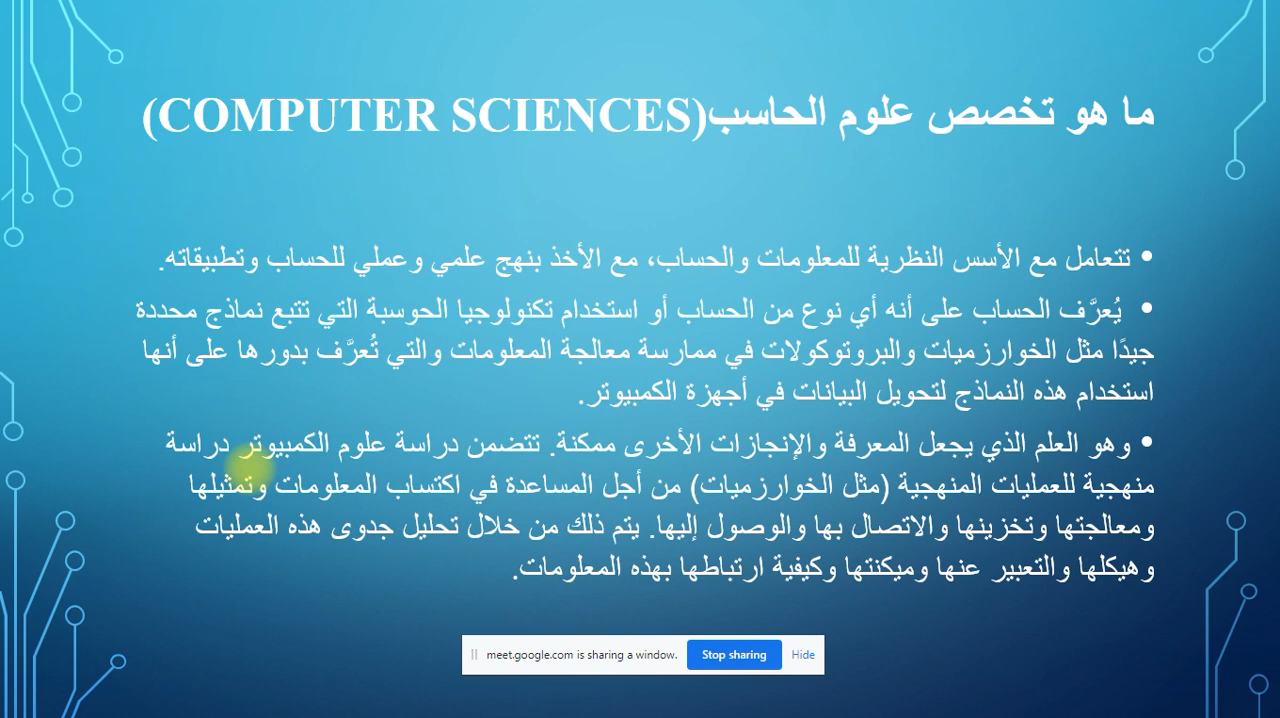 ما هو تخصص علوم الحاسب(COMPUTER SCIENCES)
• تتعامل مع الأسس النظرية للمعلومات والحساب، مع الأخذ بنهج علمي وعملي للحساب وتطبيقاته.
• يُعرَّف الحساب على أنه أي نوع من الحساب أو استخدام تكنولوجيا الحوسبة التي تتبع نماذج محددة
جيدًا مثل الخوارزميات والبروتوكولات في ممارسة معالجة المعلومات والتي تُعرَّف بدورها على أنها
استخدام هذه النماذج لتحويل البيانات في أجهزة الكمبيوتر.
• وهو العلم الذي يجعل المعرفة والإنجازات الأخرى ممكنة. تتضمن دراسة علوم الكمبيوتر دراسة
منهجية للعمليات المنهجية (مثل الخوارزميات) من أجل المساعدة في اكتساب المعلومات وتمثيلها
ومعالجتها وتخزينها والاتصال بها والوصول إليها. يتم ذلك من خلال تحليل جدوى هذه العمليات
وهيكلها والتعبير عنها وميكنتها وكيفية ارتباطها بهذه المعلومات.
meet.google.com is sharing a window. Stop sharing Hide